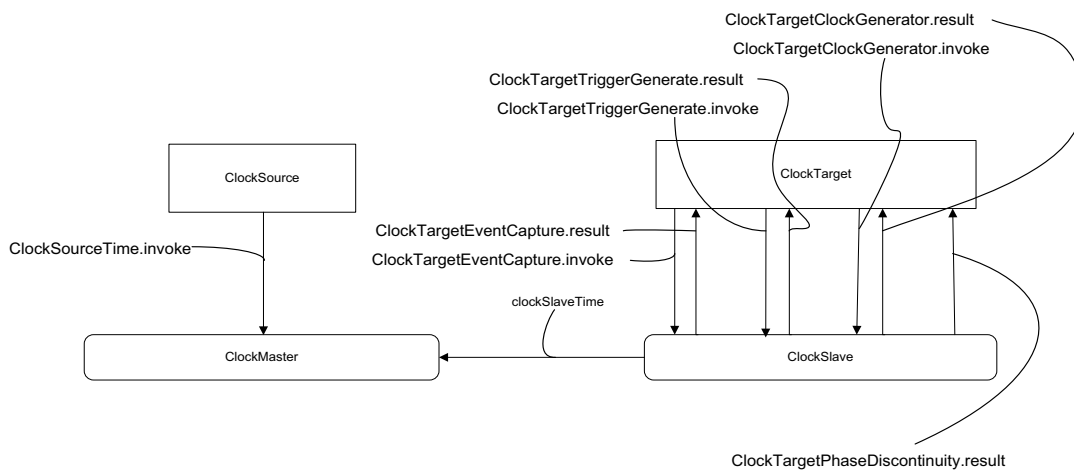 ClockTargetClockGenerator.result
ClockTargetClockGenerator.invoke
ClockTargetTriggerGenerate.result
ClockTargetTriggerGenerate.invoke
ClockSource
ClockTarget
ClockTargetEventCapture.result
ClockSourceTime.invoke
ClockTargetEventCapture.invoke
clockSlaveTime
ClockMaster
ClockSlave
ClockTargetPhaseDiscontinuity.result